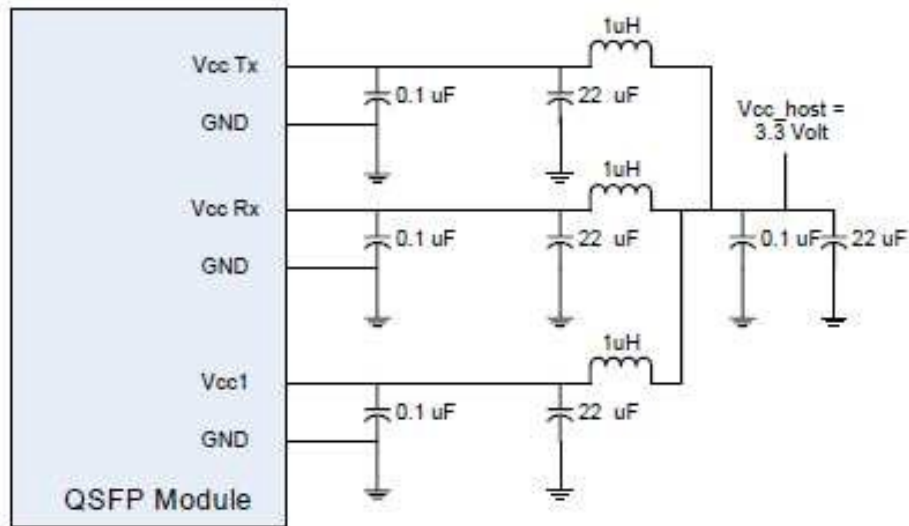 1uH
Vcc Tx
0.1 uF
22 uF
Vcc_host =
3.3 Volt
GND
1uH
Vcc Rx
0.1 uF
22 uF
0.1 uF
22 uF
GND
1uH
Vcc1
0.1 uF
22 uF
GND
QSFP Module